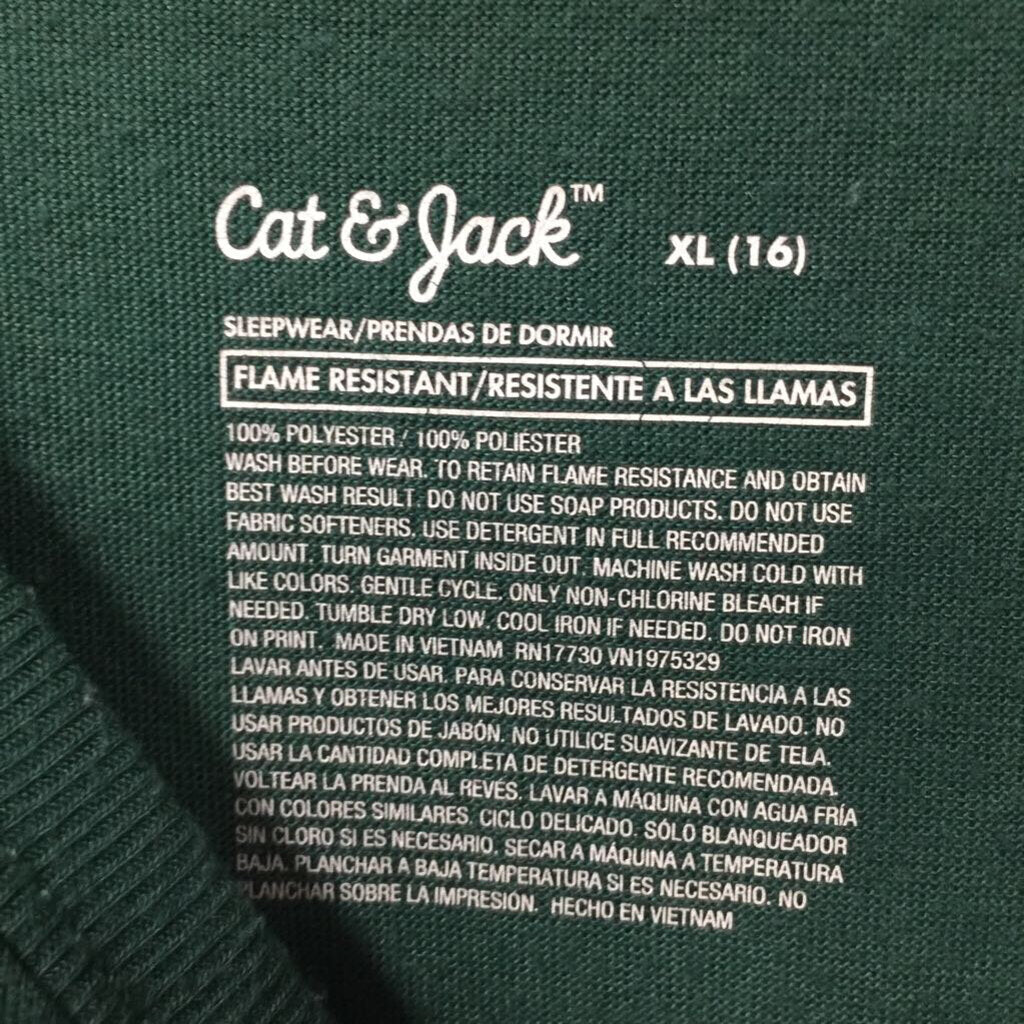 Cat & Jack™ XL (16)
SLEEPWEAR/PRENDAS DE DORMIR
FLAME RESISTANT/RESISTENTE A LAS LLAMAS
100% POLYESTER / 100% POLIÉSTER
WASH BEFORE WEAR. TO RETAIN FLAME RESISTANCE AND OBTAIN
BEST WASH RESULT. DO NOT USE SOAP PRODUCTS. DO NOT USE
FABRIC SOFTENERS. USE DETERGENT IN FULL RECOMMENDED
AMOUNT. TURN GARMENT INSIDE OUT. MACHINE WASH COLD WITH
LIKE COLORS. GENTLE CYCLE. ONLY NON-CHLORINE BLEACH IF
NEEDED. TUMBLE DRY LOW. COOL IRON IF NEEDED. DO NOT IRON
ON PRINT. MADE IN VIETNAM RN17730 VN1975329
LAVAR ANTES DE USAR. PARA CONSERVAR LA RESISTENCIA A LAS
LLAMAS Y OBTENER LOS MEJORES RESULTADOS DE LAVADO. NO
USAR PRODUCTOS DE JABÓN. NO UTILICE SUAVIZANTE DE TELA.
USAR LA CANTIDAD COMPLETA DE DETERGENTE RECOMENDADA.
VOLTEAR LA PRENDA AL REVÉS. LAVAR A MÁQUINA CON AGUA FRÍA
CON COLORES SIMILARES. CICLO DELICADO. SÓLO BLANQUEADOR
SIN CLORO SI ES NECESARIO. SECAR A MÁQUINA A TEMPERATURA
BAJA. PLANCHAR A BAJA TEMPERATURA SI ES NECESARIO. NO
PLANCHAR SOBRE LA IMPRESIÓN. HECHO EN VIETNAM